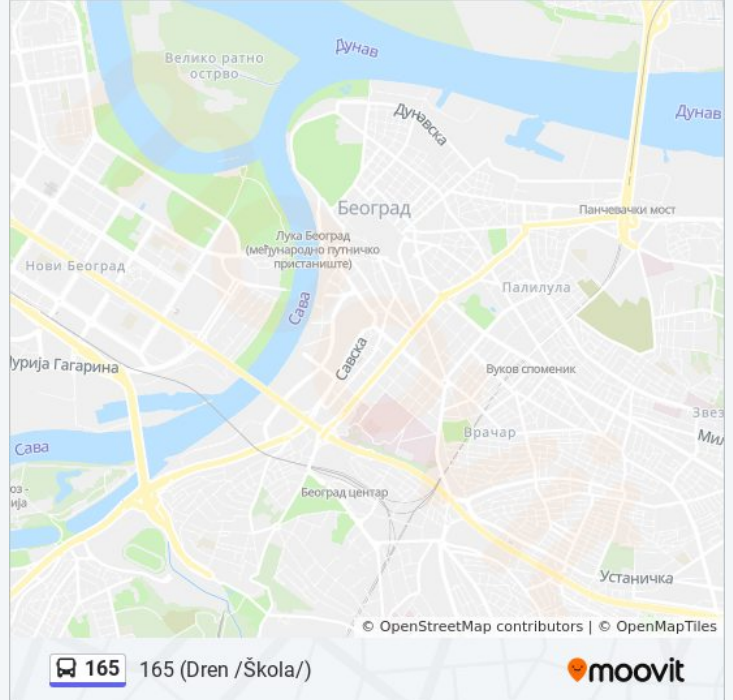 Велико ратно
острво
Дунав
Дунавска
Дунав
Београд
Панчевачки мост
Лука Београд
(међународно путничко
пристаниште)
Нови Београд
Палилула
Сава
Савска
Јурија Гагарина
Вуков споменик
Звез
Врачар
Мил
Сава
Београд центар
Устаничка
© OpenStreetMap contributors | © OpenMapTiles
165
165 (Dren /Škola/)
moovit